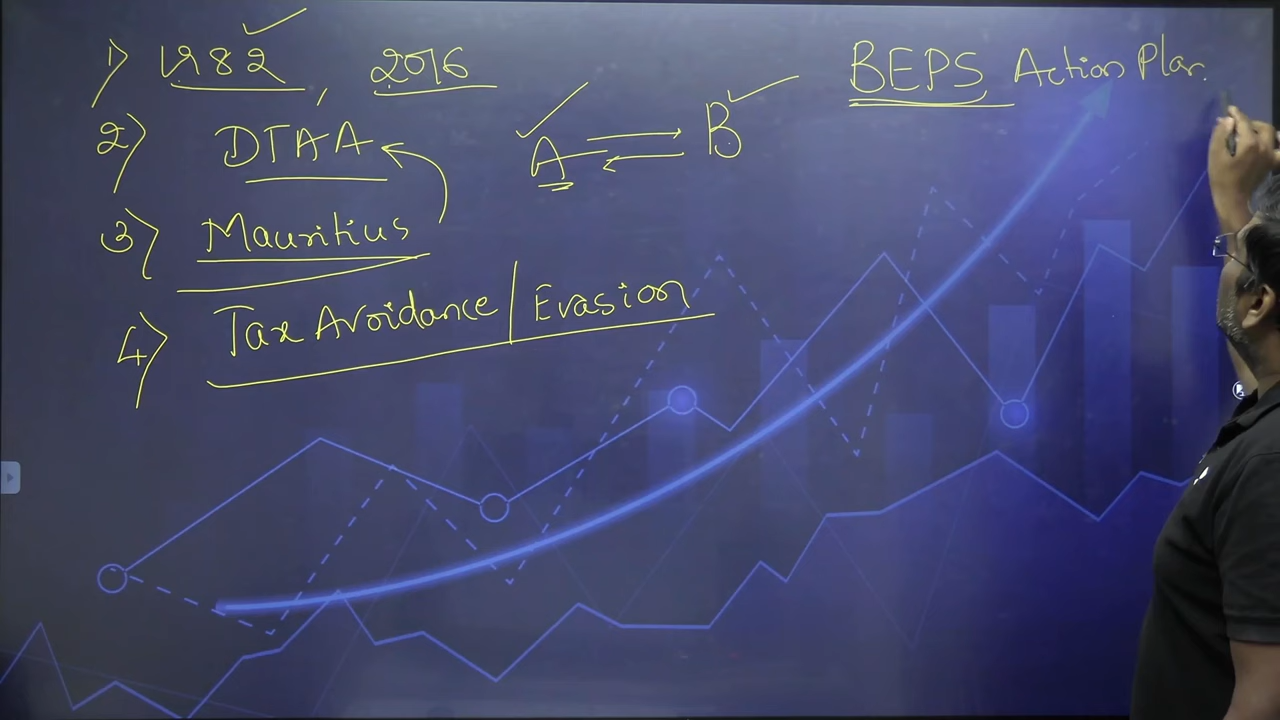 1) 1982, 2016
2) DTAA
A B
3) Mauritius
4) Tax Avoidance/Evasion
BEPS Action Plan.